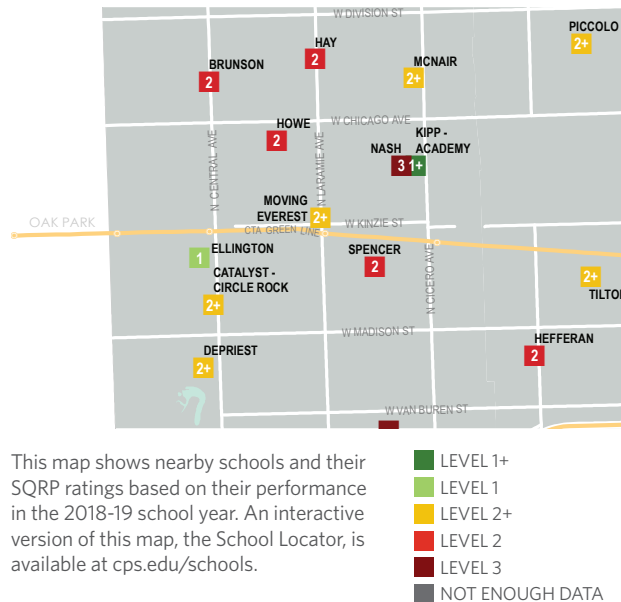 W DIVISION ST
PICCOLO
2+
HAY
2
BRUNSON
2
MCNAIR
2+
W CHICAGO AVE
HOWE
2
KIPP -
NASH ACADEMY
3 1+
N CENTRAL AVE
N LARAMIE AVE
MOVING
EVEREST
2+
W KINZIE ST
OAK PARK
CTA GREEN LINE
ELLINGTON
1
SPENCER
2
N CICERO AVE
CATALYST -
CIRCLE ROCK
2+
2+
TILTO
W MADISON ST
HEFFERAN
2
DEPRIEST
2+
W VAN BUREN ST
This map shows nearby schools and their
SQRP ratings based on their performance
in the 2018-19 school year. An interactive
version of this map, the School Locator, is
available at cps.edu/schools.
LEVEL 1+
LEVEL 1
LEVEL 2+
LEVEL 2
LEVEL 3
NOT ENOUGH DATA